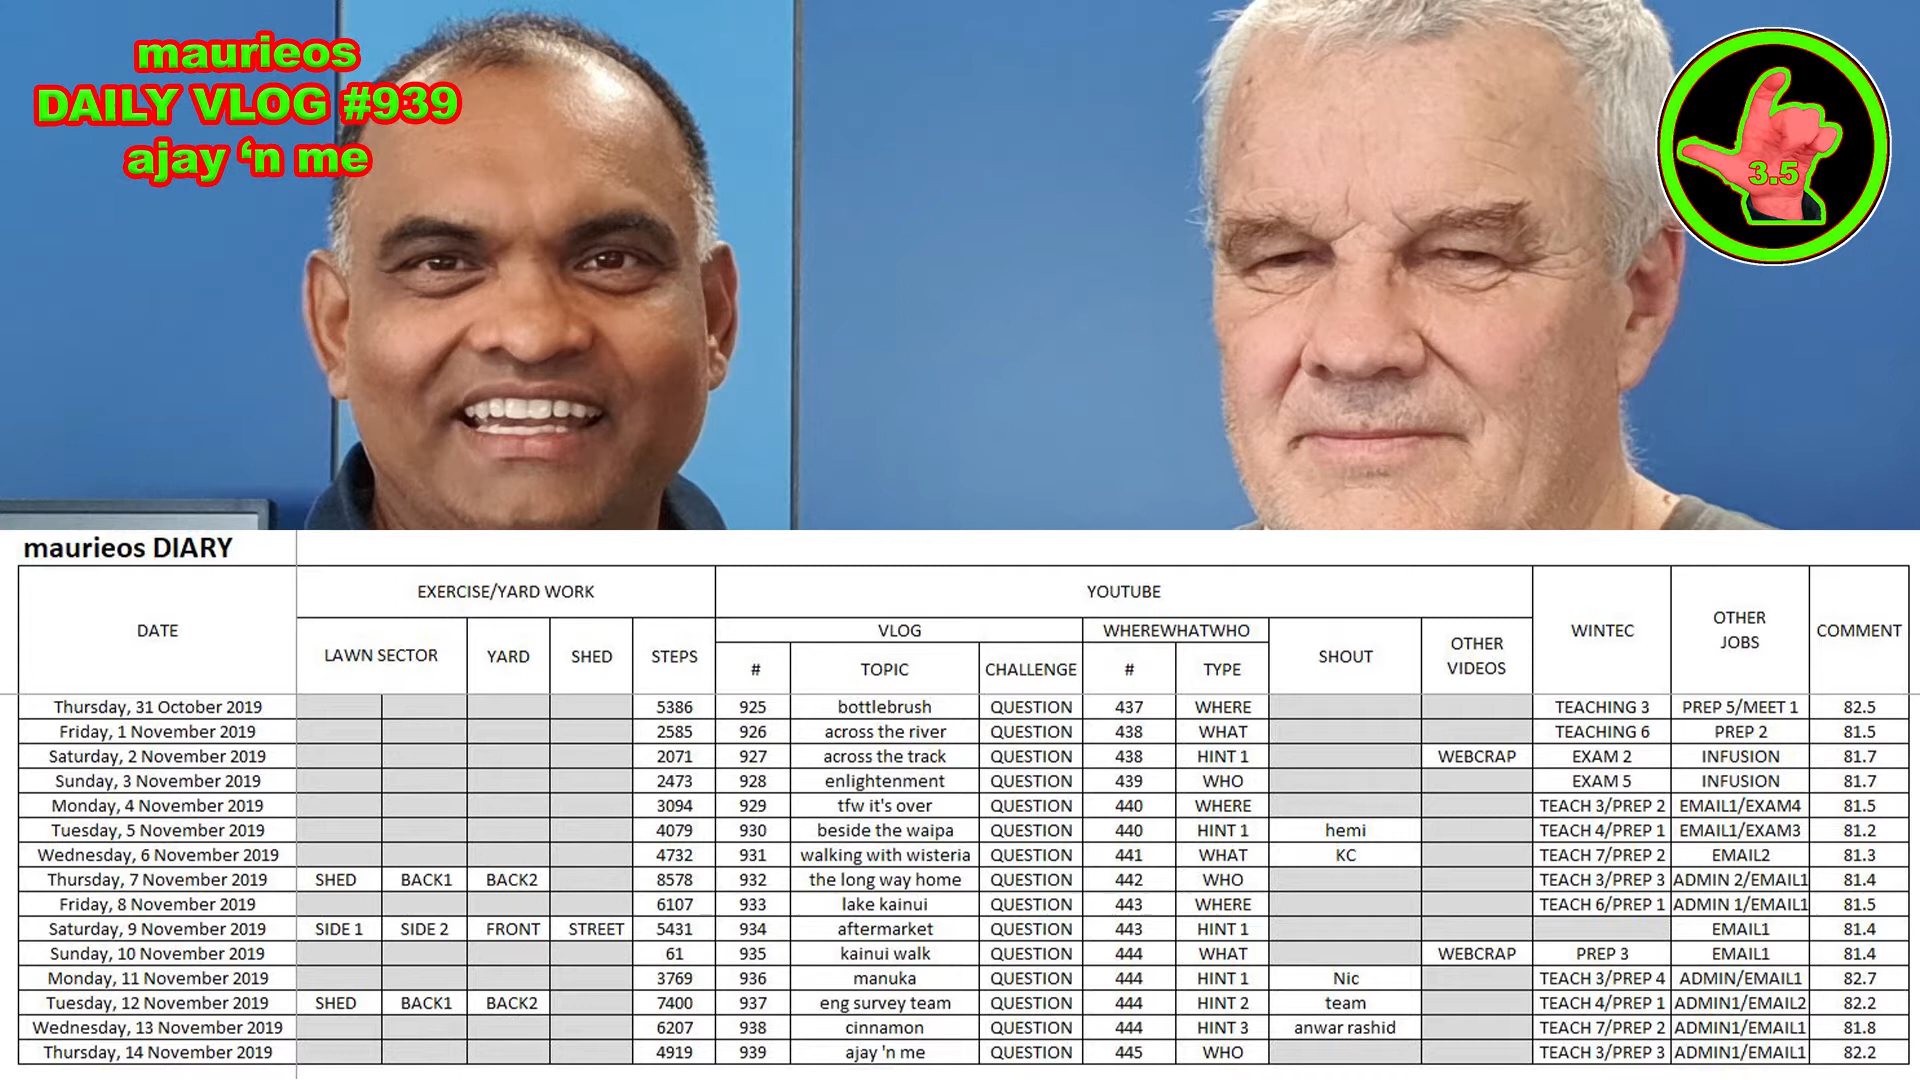 maurieos
DAILY VLOG #939
ajay ‘n me
3.5
maurieos DIARY
DATE
EXERCISE/YARD WORK
YOUTUBE
WINTEC
OTHER JOBS
COMMENT
LAWN SECTOR
YARD
SHED
STEPS
VLOG
WHEREWHATWHO
SHOUT
OTHER VIDEOS
# TOPIC CHALLENGE # TYPE
Thursday, 31 October 2019 5386 925 bottlebrush QUESTION 437 WHERE TEACHING 3 PREP 5/MEET 1 82.5
Friday, 1 November 2019 2585 926 across the river QUESTION 438 WHAT TEACHING 6 PREP 2 81.5
Saturday, 2 November 2019 2071 927 across the track QUESTION 438 HINT 1 WEBCRAP EXAM 2 INFUSION 81.7
Sunday, 3 November 2019 2473 928 enlightenment QUESTION 439 WHO EXAM 5 INFUSION 81.7
Monday, 4 November 2019 3094 929 tfw it's over QUESTION 440 WHERE TEACH 3/PREP 2 EMAIL1/EXAM4 81.5
Tuesday, 5 November 2019 4079 930 beside the waipa QUESTION 440 HINT 1 hemi TEACH 4/PREP 1 EMAIL1/EXAM3 81.2
Wednesday, 6 November 2019 4732 931 walking with wisteria QUESTION 441 WHAT KC TEACH 7/PREP 2 EMAIL2 81.3
Thursday, 7 November 2019 SHED BACK1 BACK2 8578 932 the long way home QUESTION 442 WHO TEACH 3/PREP 3 ADMIN 2/EMAIL1 81.4
Friday, 8 November 2019 6107 933 lake kainui QUESTION 443 WHERE TEACH 6/PREP 1 ADMIN 1/EMAIL1 81.5
Saturday, 9 November 2019 SIDE 1 SIDE 2 FRONT STREET 5431 934 aftermarket QUESTION 443 HINT 1 EMAIL1 81.4
Sunday, 10 November 2019 61 935 kainui walk QUESTION 444 WHAT WEBCRAP PREP 3 EMAIL1 81.4
Monday, 11 November 2019 3769 936 manuka QUESTION 444 HINT 1 Nic TEACH 3/PREP 4 ADMIN/EMAIL1 82.7
Tuesday, 12 November 2019 SHED BACK1 BACK2 7400 937 eng survey team QUESTION 444 HINT 2 team TEACH 4/PREP 1 ADMIN1/EMAIL2 82.2
Wednesday, 13 November 2019 6207 938 cinnamon QUESTION 444 HINT 3 anwar rashid TEACH 7/PREP 2 ADMIN1/EMAIL1 81.8
Thursday, 14 November 2019 4919 939 ajay 'n me QUESTION 445 WHO TEACH 3/PREP 3 ADMIN1/EMAIL1 82.2